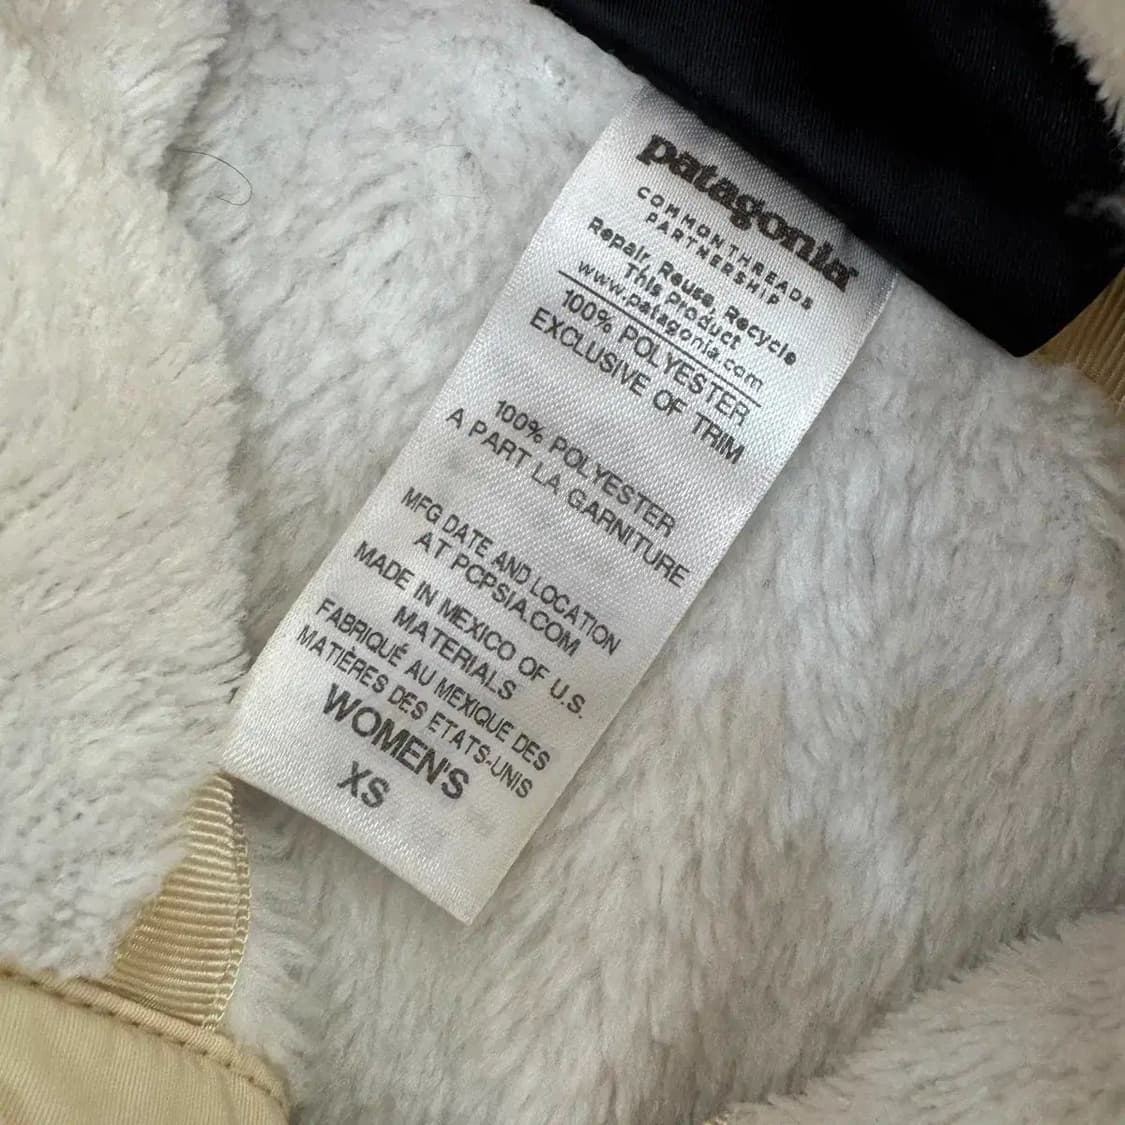 patagonia®
COMMONTHREADS
PARTNERSHIP
Repair, Reuse, Recycle
This Product
www.patagonia.com
100% POLYESTER
EXCLUSIVE OF TRIM
100% POLYESTER
A PART LA GARNITURE
MFG DATE AND LOCATION
AT PCPSIA.COM
MADE IN MEXICO OF U.S.
MATERIALS
FABRIQUÉ AU MEXIQUE DES
MATIÈRES DES ETATS-UNIS
WOMEN'S
XS